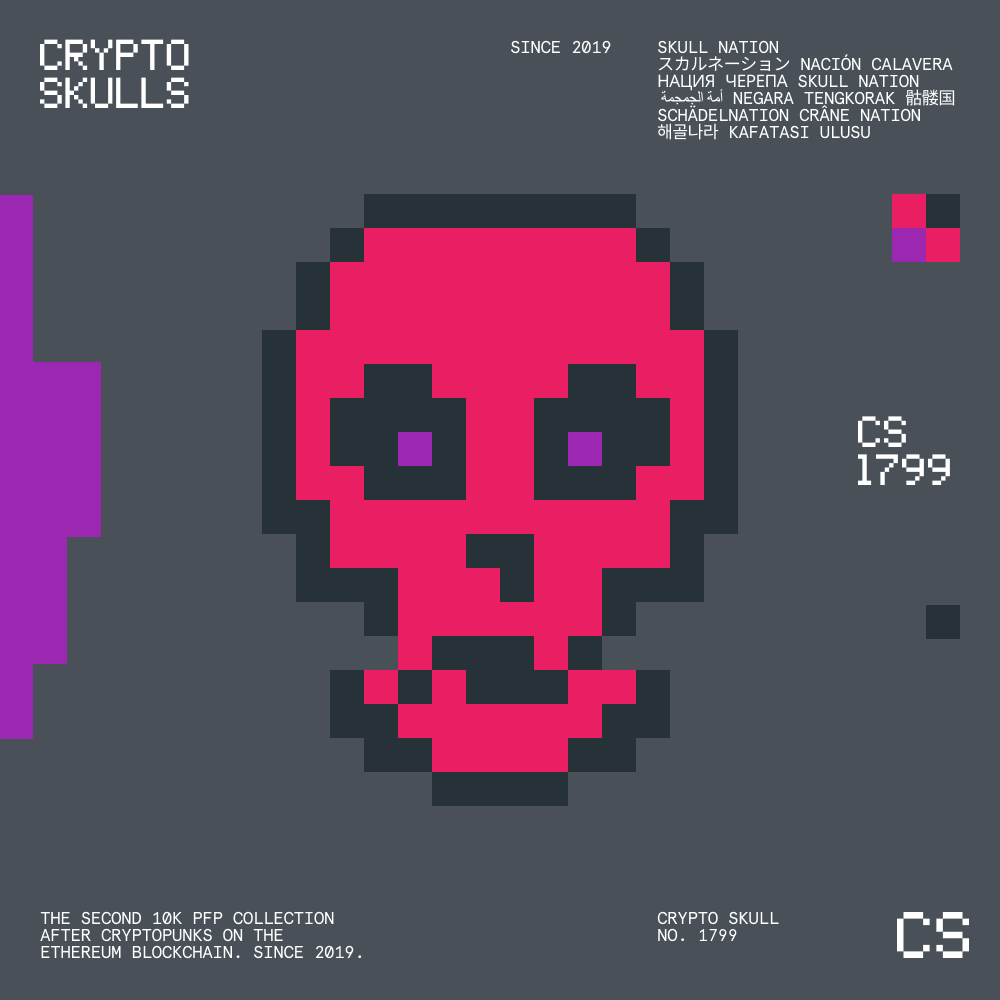 CRYPTO
SKULLS
SINCE 2019
SKULL NATION
スカルネーション NACIÓN CALAVERA
НАЦИЯ ЧЕРЕПА SKULL NATION
أمة الجمجمة NEGARA TENGKORAK 骷髅国
SCHÄDELNATION CRÂNE NATION
해골나라 KAFATASI ULUSU
CS
1799
THE SECOND 10K PFP COLLECTION
AFTER CRYPTOPUNKS ON THE
ETHEREUM BLOCKCHAIN. SINCE 2019.
CRYPTO SKULL
NO. 1799
CS